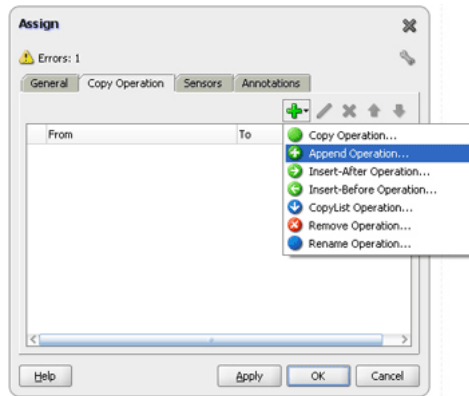 Assign
Errors: 1
General Copy Operation Sensors Annotations
From To
Copy Operation...
Append Operation...
Insert-After Operation...
Insert-Before Operation...
CopyList Operation...
Remove Operation...
Rename Operation...
Help Apply OK Cancel